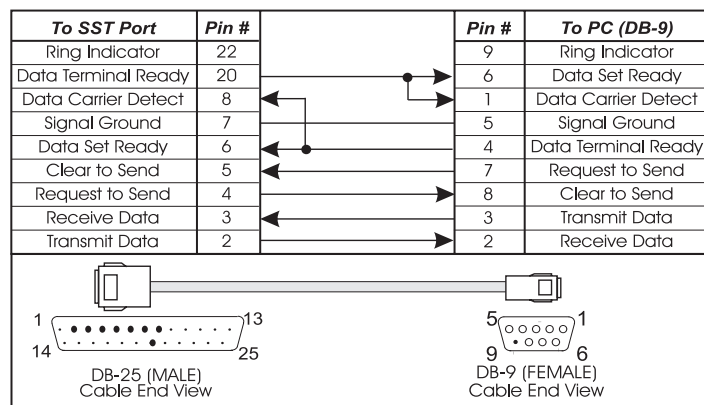 To SST Port Pin # Pin # To PC (DB-9)
Ring Indicator 22 9 Ring Indicator
Data Terminal Ready 20 6 Data Set Ready
Data Carrier Detect 8 1 Data Carrier Detect
Signal Ground 7 5 Signal Ground
Data Set Ready 6 4 Data Terminal Ready
Clear to Send 5 7 Request to Send
Request to Send 4 8 Clear to Send
Receive Data 3 3 Transmit Data
Transmit Data 2 2 Receive Data
1 13 5 1
14 25 9 6
DB-25 (MALE) DB-9 (FEMALE)
Cable End View Cable End View